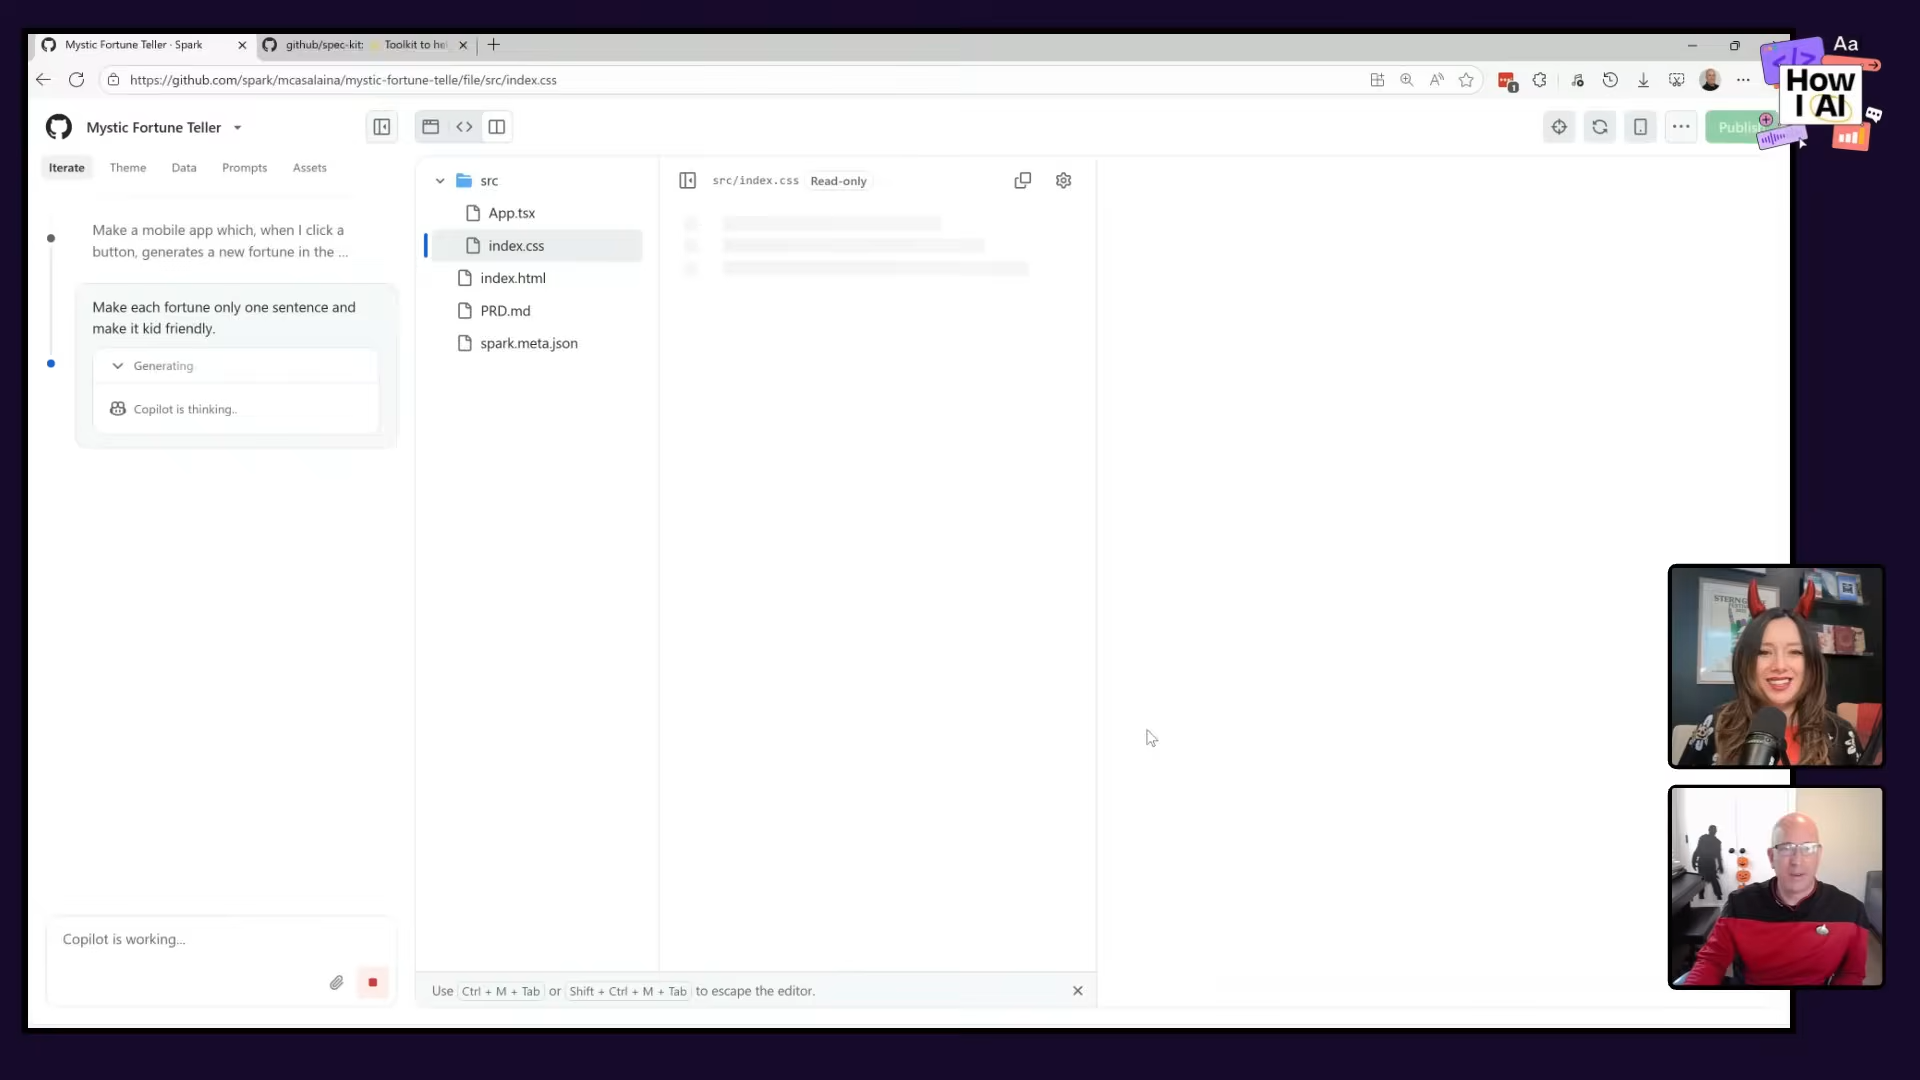 Mystic Fortune Teller - Spark
github/spec-kit:
Toolkit to he
https://github.com/spark/mcasalaina/mystic-fortune-telle/file/src/index.css
Aa
How
I AI
Mystic Fortune Teller
Publish
Iterate
Theme
Data
Prompts
Assets
Make a mobile app which, when I click a
button, generates a new fortune in the ...
Make each fortune only one sentence and
make it kid friendly.
Generating
Copilot is thinking..
src
App.tsx
index.css
index.html
PRD.md
spark.meta.json
src/index.css
Read-only
Copilot is working...
Use Ctrl + M + Tab or Shift + Ctrl + M + Tab to escape the editor.